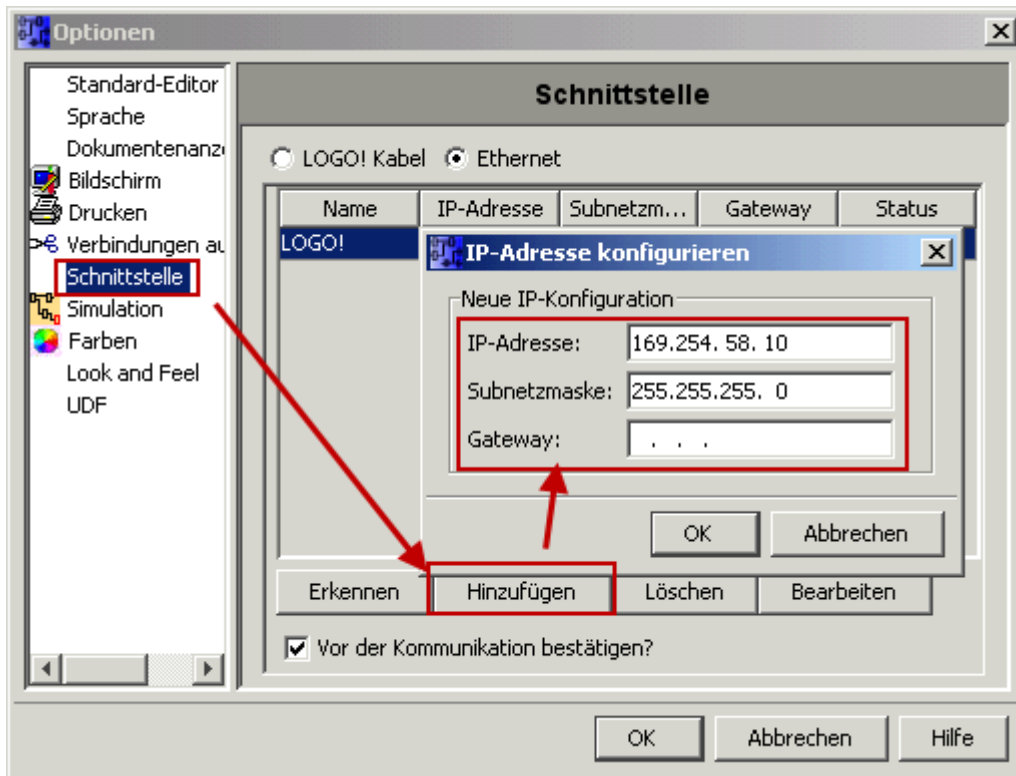 Optionen
Standard-Editor
Sprache
Dokumentenanz
Bildschirm
Drucken
Verbindungen au
Schnittstelle
Simulation
Farben
Look and Feel
UDF
Schnittstelle
LOGO! Kabel
Ethernet
Name IP-Adresse Subnetzm... Gateway Status
LOGO!
IP-Adresse konfigurieren
Neue IP-Konfiguration
IP-Adresse: 169.254. 58. 10
Subnetzmaske: 255.255.255. 0
Gateway: . . .
OK Abbrechen
Erkennen Hinzufügen Löschen Bearbeiten
Vor der Kommunikation bestätigen?
OK Abbrechen Hilfe